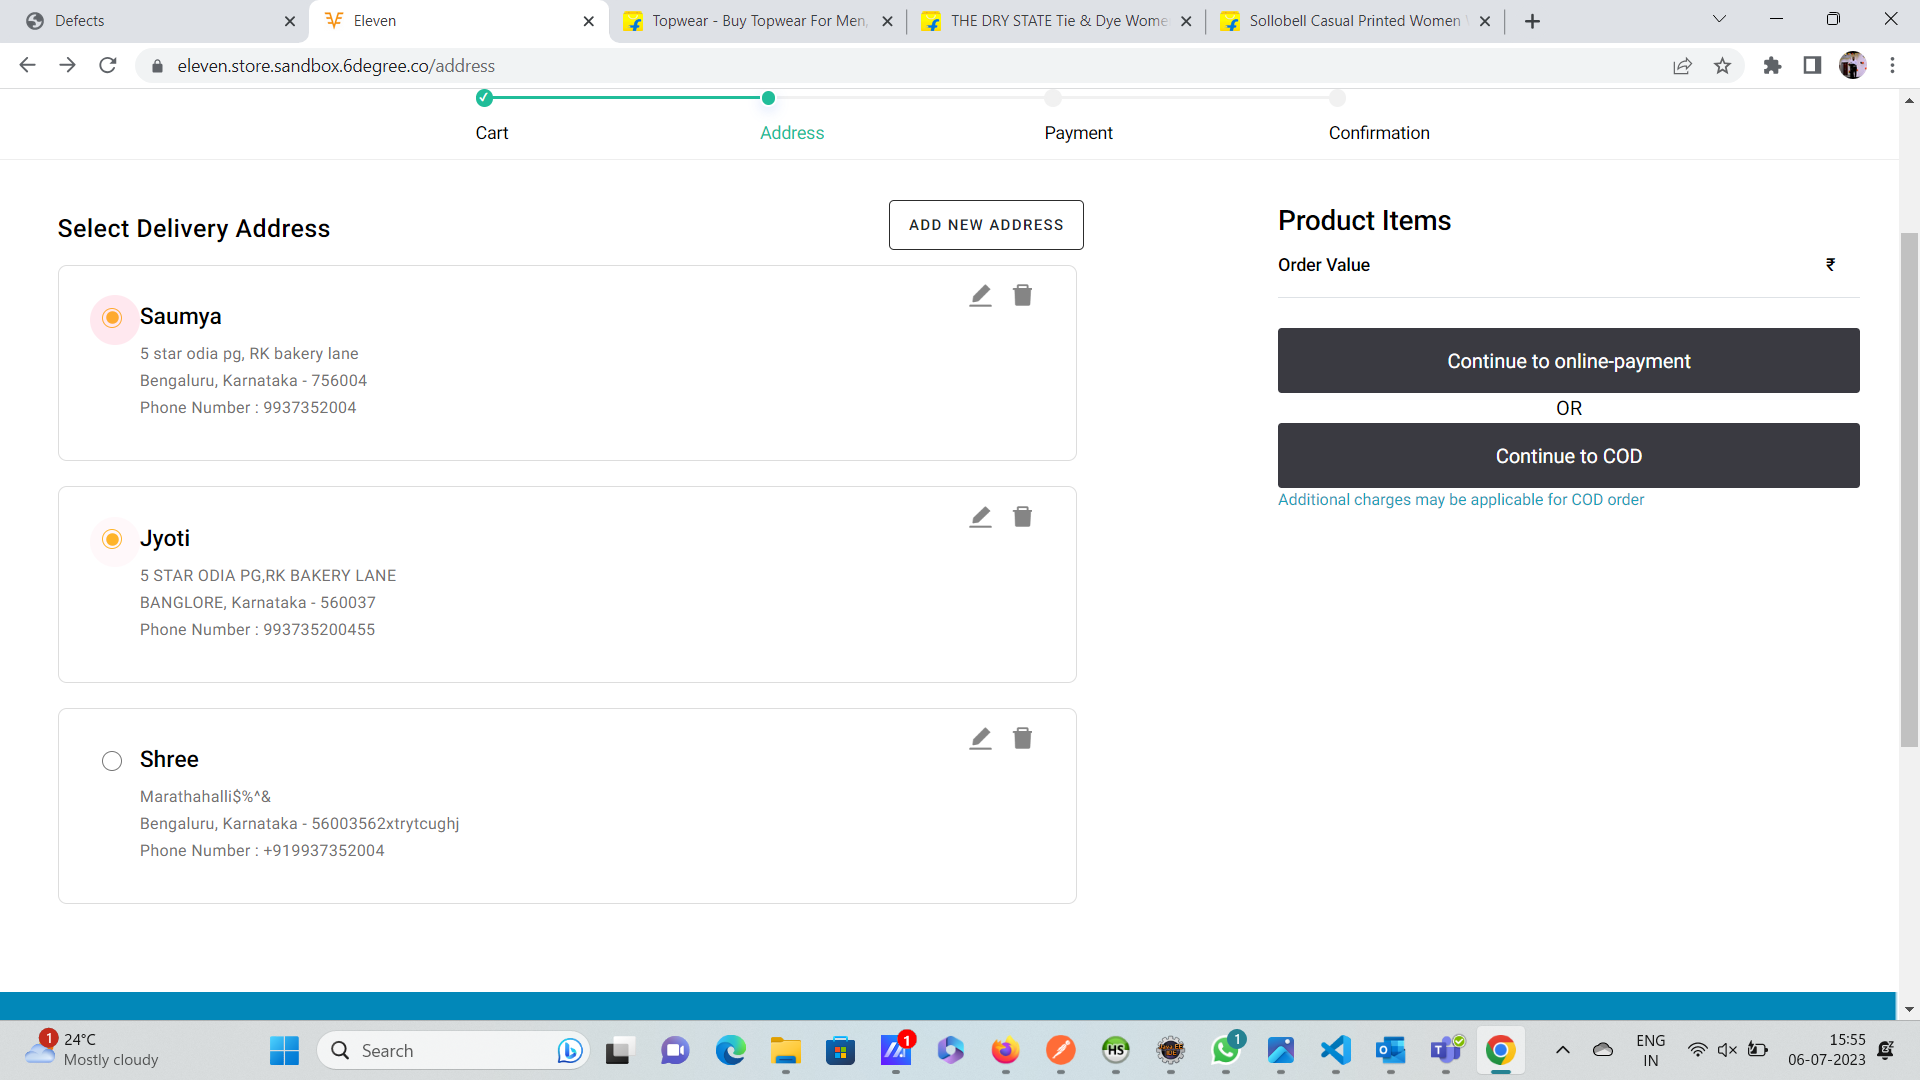 Defects
Eleven
Topwear - Buy Topwear For Men,
THE DRY STATE Tie & Dye Wome
Sollobell Casual Printed Women
eleven.store.sandbox.6degree.co/address
Cart
Address
Payment
Confirmation
Select Delivery Address
ADD NEW ADDRESS
Saumya
5 star odia pg, RK bakery lane
Bengaluru, Karnataka - 756004
Phone Number : 9937352004
Jyoti
5 STAR ODIA PG,RK BAKERY LANE
BANGLORE, Karnataka - 560037
Phone Number : 993735200455
Shree
Marathahalli$%^&
Bengaluru, Karnataka - 56003562xtrytcughj
Phone Number : +919937352004
Product Items
Order Value ₹
Continue to online-payment
OR
Continue to COD
Additional charges may be applicable for COD order
1
24°C
Mostly cloudy
Search
1
HS
1
ENG
IN
15:55
06-07-2023